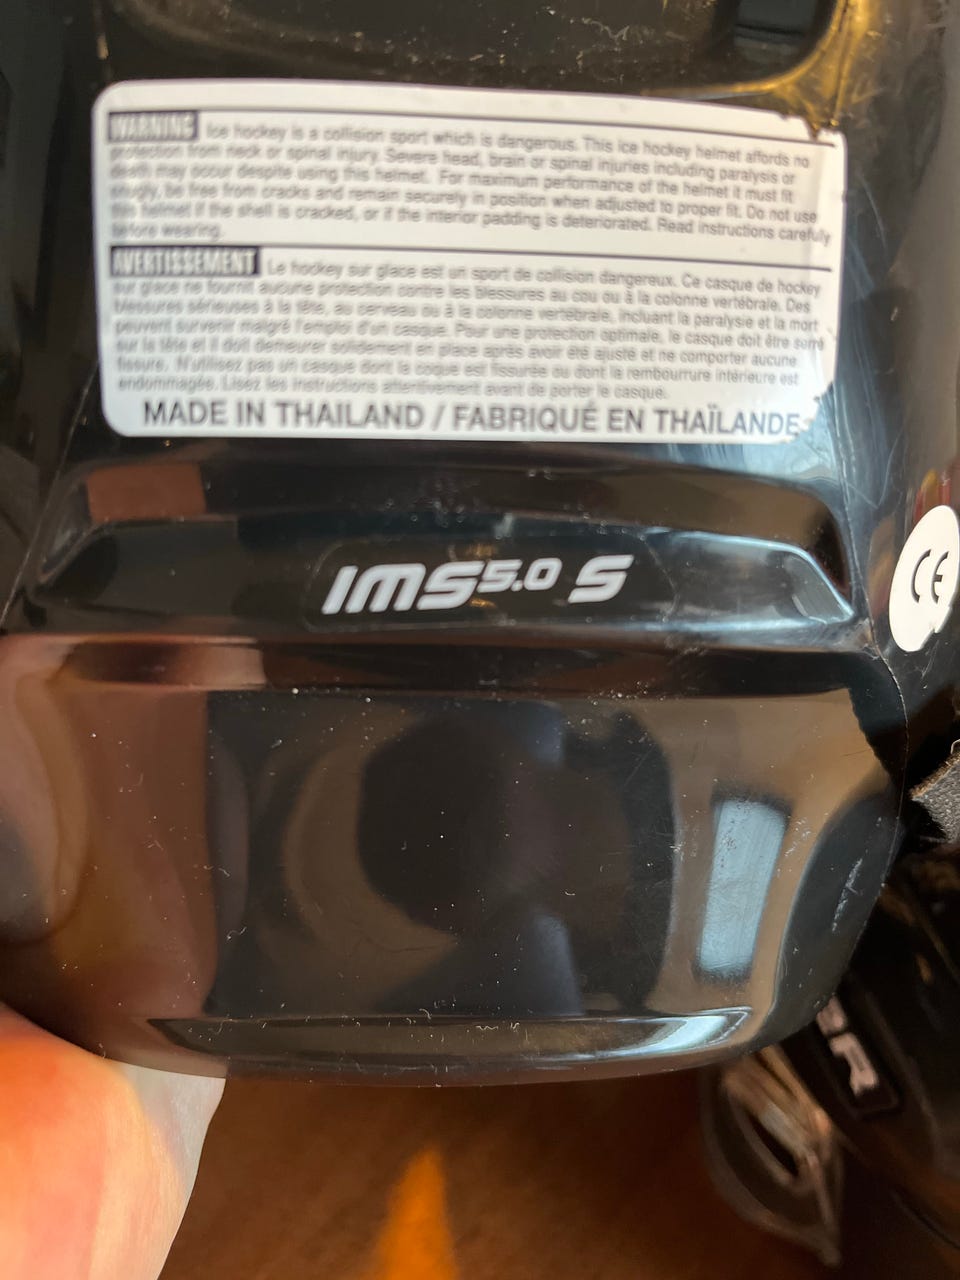 WARNING Ice hockey is a collision sport which is dangerous. This ice hockey helmet affords no
protection from neck or spinal injury. Severe head, brain or spinal injuries including paralysis or
death may occur despite using this helmet. For maximum performance of the helmet it must fit
snugly, be free from cracks and remain securely in position when adjusted to proper fit. Do not use
this helmet if the shell is cracked, or if the interior padding is deteriorated. Read instructions carefully
before wearing.
AVERTISSEMENT Le hockey sur glace est un sport de collision dangereux. Ce casque de hockey
sur glace ne fournit aucune protection contre les blessures au cou ou à la colonne vertébrale. Des
blessures sérieuses à la tête, au cerveau ou à la colonne vertébrale, incluant la paralysie et la mort
peuvent survenir malgré l'emploi d'un casque. Pour une protection optimale, le casque doit être serré
sur la tête et il doit demeurer solidement en place après avoir été ajusté et ne comporter aucune
fissure. N'utilisez pas un casque dont la coque est fissurée ou dont la rembourrure intérieure est
endommagée. Lisez les instructions attentivement avant de porter le casque.
MADE IN THAILAND / FABRIQUÉ EN THAÏLANDE
CE
IMS 5.0 S